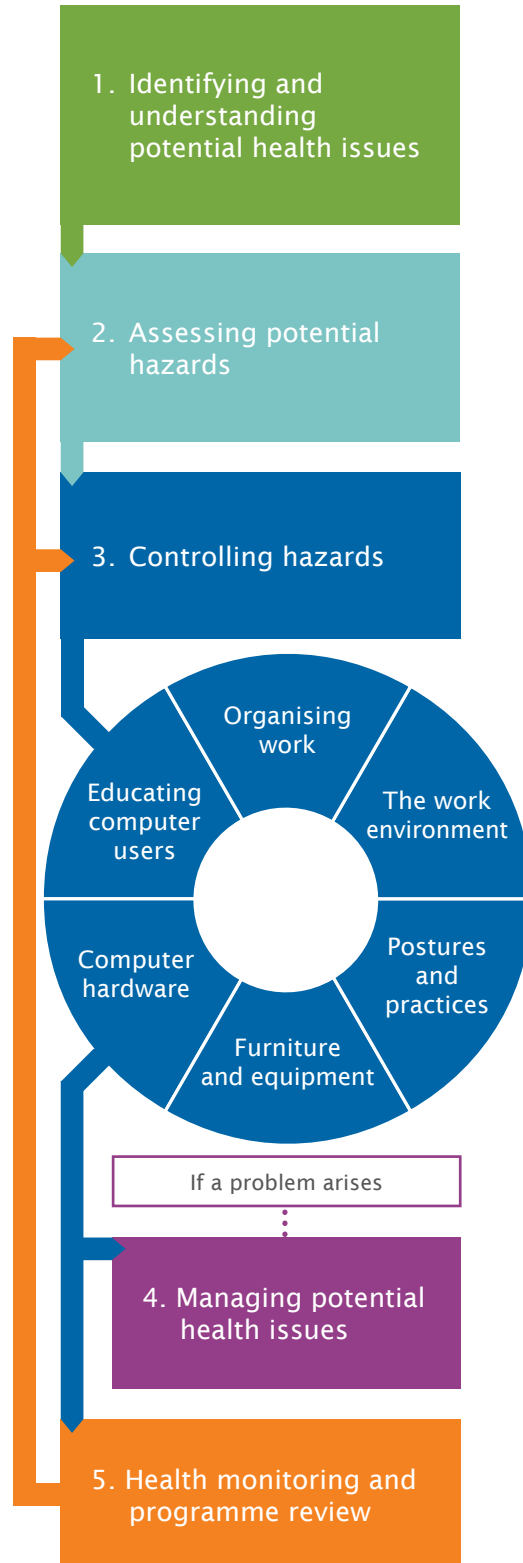 1. Identifying and
understanding
potential health issues
2. Assessing potential
hazards
3. Controlling hazards
Organising
work
The work
environment
Postures
and
practices
Furniture
and equipment
Computer
hardware
Educating
computer
users
If a problem arises
4. Managing potential
health issues
5. Health monitoring and
programme review